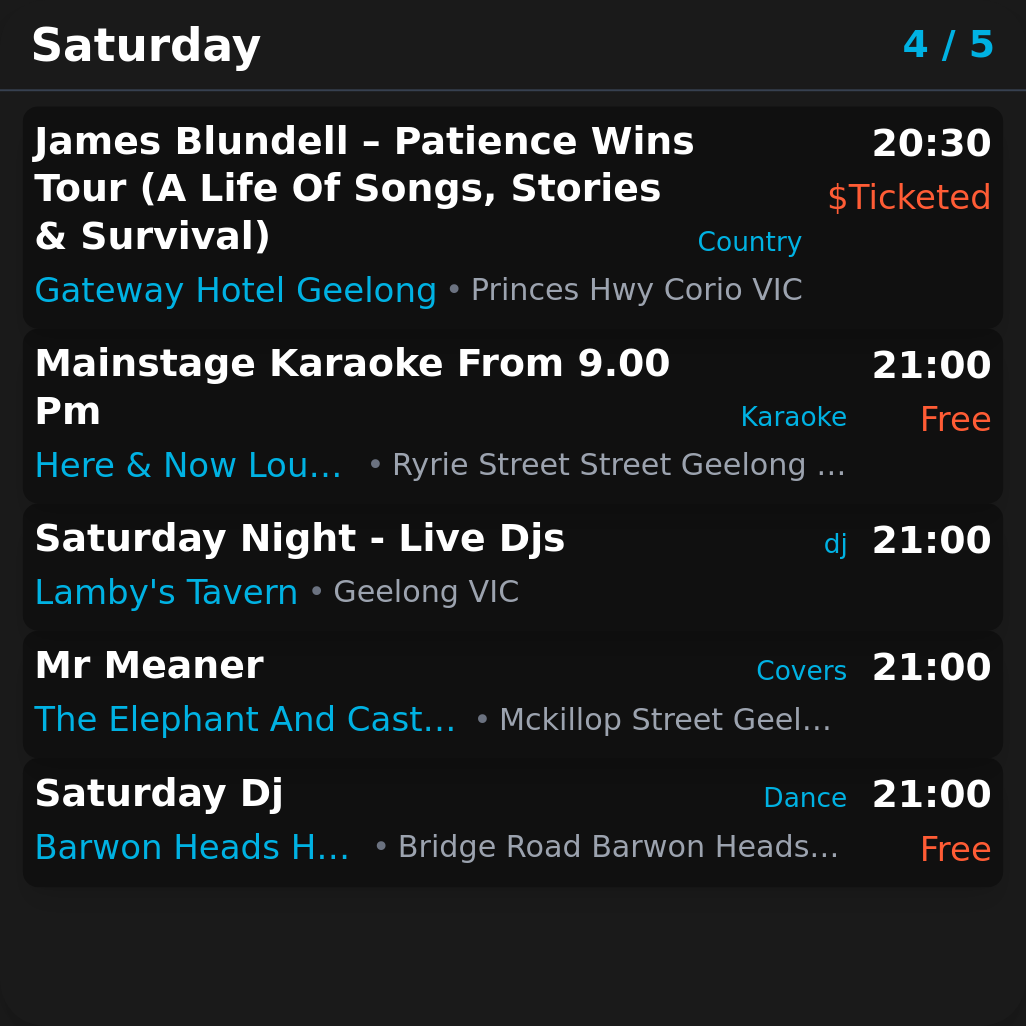 Saturday 4 / 5
James Blundell – Patience Wins 20:30
Tour (A Life Of Songs, Stories $Ticketed
& Survival) Country
Gateway Hotel Geelong • Princes Hwy Corio VIC
Mainstage Karaoke From 9.00 21:00
Pm Karaoke Free
Here & Now Lou... • Ryrie Street Street Geelong ...
Saturday Night - Live Djs dj 21:00
Lamby's Tavern • Geelong VIC
Mr Meaner Covers 21:00
The Elephant And Cast... • Mckillop Street Geel...
Saturday Dj Dance 21:00
Barwon Heads H... • Bridge Road Barwon Heads... Free